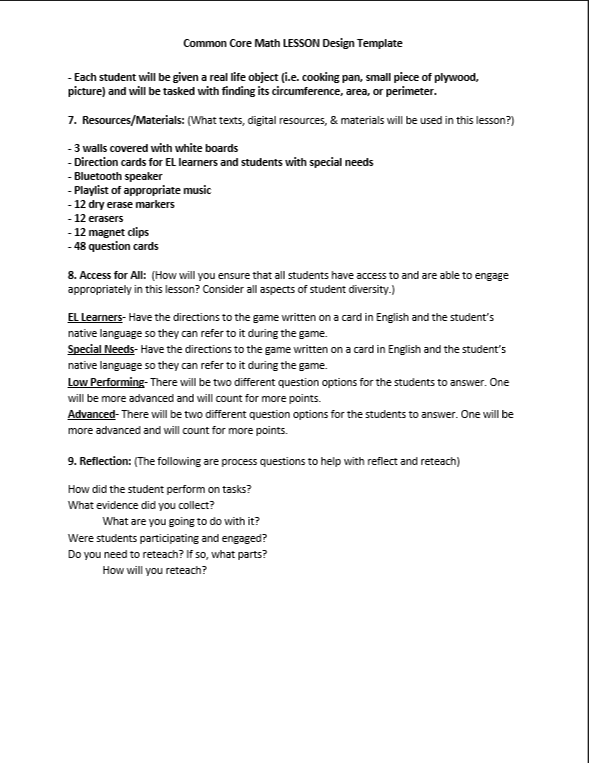 Common Core Math LESSON Design Template
- Each student will be given a real life object (i.e. cooking pan, small piece of plywood,
picture) and will be tasked with finding its circumference, area, or perimeter.
7. Resources/Materials: (What texts, digital resources, & materials will be used in this lesson?)
- 3 walls covered with white boards
- Direction cards for EL learners and students with special needs
- Bluetooth speaker
- Playlist of appropriate music
- 12 dry erase markers
- 12 erasers
- 12 magnet clips
- 48 question cards
8. Access for All: (How will you ensure that all students have access to and are able to engage
appropriately in this lesson? Consider all aspects of student diversity.)
EL Learners- Have the directions to the game written on a card in English and the student's
native language so they can refer to it during the game.
Special Needs- Have the directions to the game written on a card in English and the student's
native language so they can refer to it during the game.
Low Performing- There will be two different question options for the students to answer. One
will be more advanced and will count for more points.
Advanced- There will be two different question options for the students to answer. One will be
more advanced and will count for more points.
9. Reflection: (The following are process questions to help with reflect and reteach)
How did the student perform on tasks?
What evidence did you collect?
What are you going to do with it?
Were students participating and engaged?
Do you need to reteach? If so, what parts?
How will you reteach?